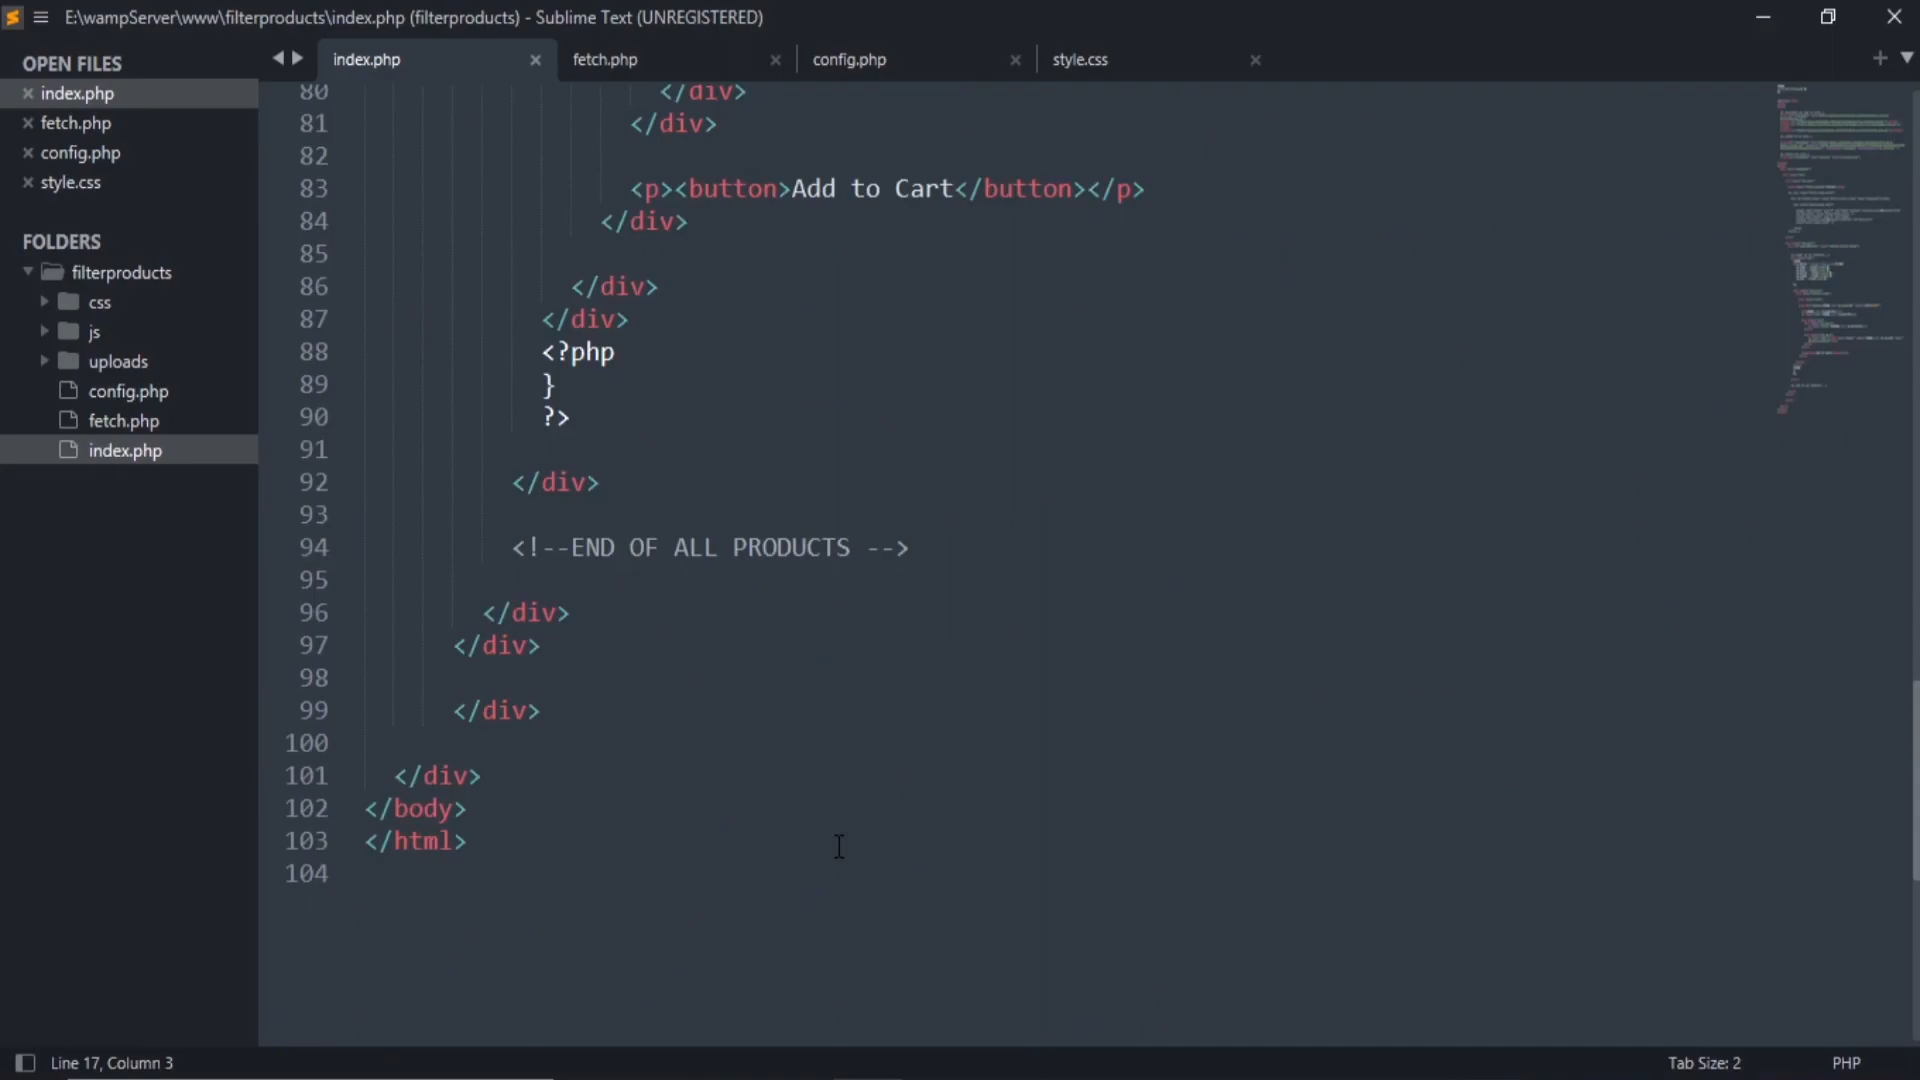 E:\wampServer\www\filterproducts\index.php (filterproducts) - Sublime Text (UNREGISTERED)
OPEN FILES
index.php
fetch.php
config.php
style.css
FOLDERS
filterproducts
css
js
uploads
config.php
fetch.php
index.php
index.php
fetch.php
config.php
style.css
80 </div>
81 </div>
82
83 <p><button>Add to Cart</button></p>
84 </div>
85
86 </div>
87 </div>
88 <?php
89 }
90 ?>
91
92 </div>
93
94 <!--END OF ALL PRODUCTS -->
95
96 </div>
97 </div>
98
99 </div>
100
101 </div>
102 </body>
103 </html>
104
Line 17, Column 3
Tab Size: 2
PHP